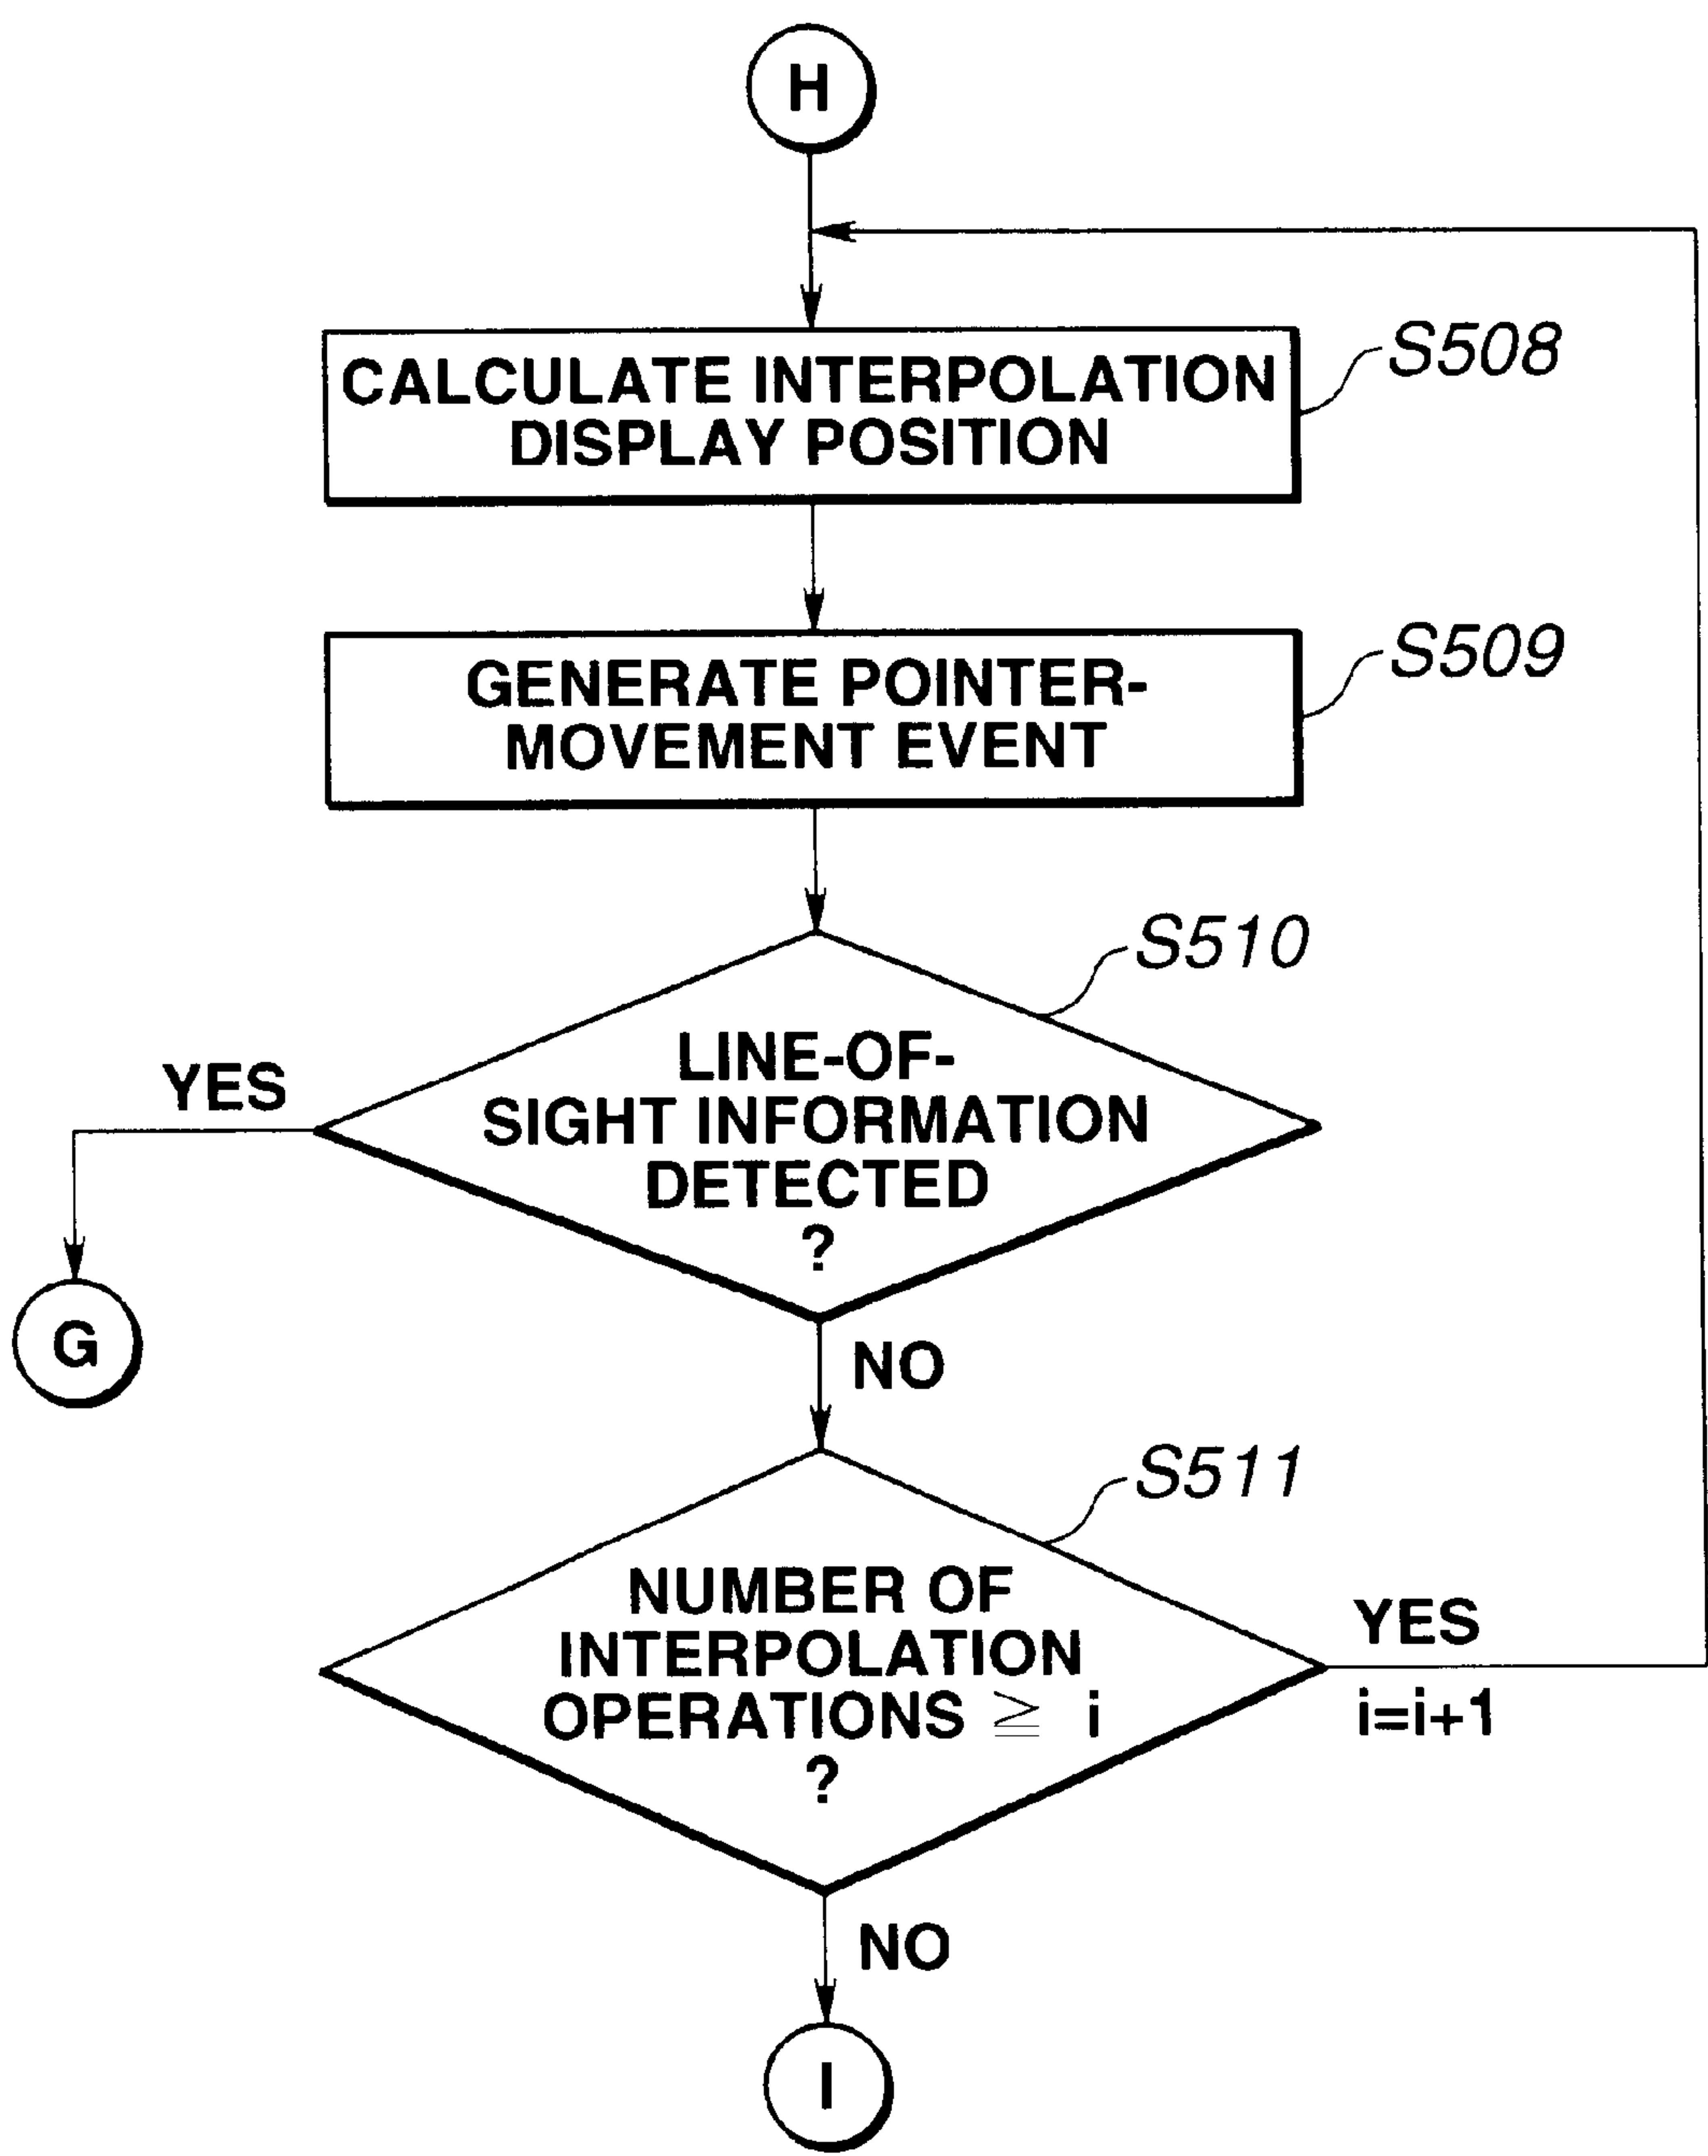 H
CALCULATE INTERPOLATION
DISPLAY POSITION
S508
GENERATE POINTER-
MOVEMENT EVENT
S509
S510
LINE-OF-
SIGHT INFORMATION
DETECTED
?
YES
G
NO
S511
NUMBER OF
INTERPOLATION
OPERATIONS ≧ i
?
YES
i=i+1
NO
I